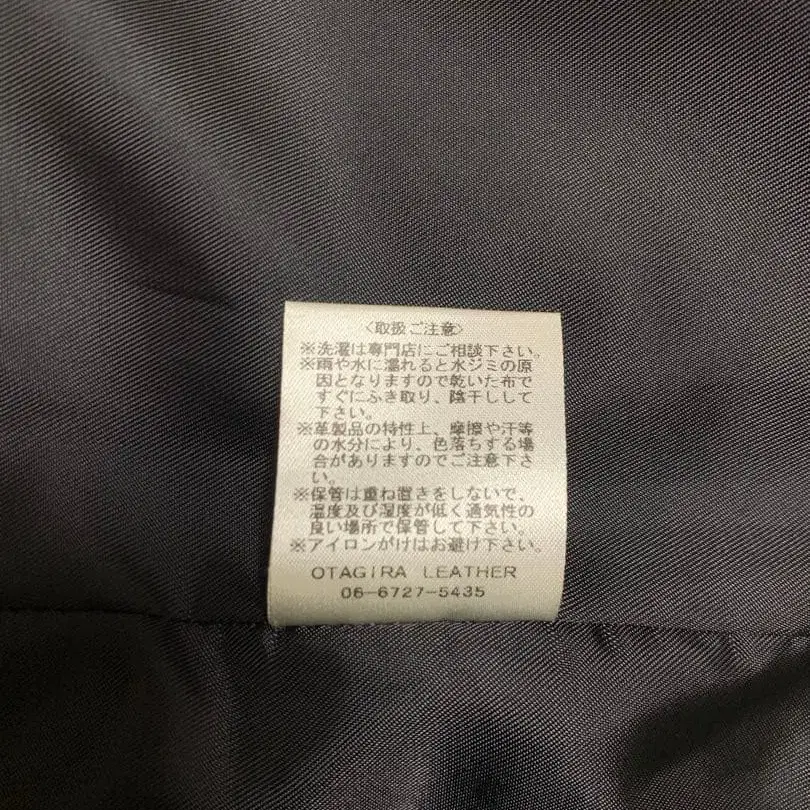 〈取扱ご注意〉
※洗濯は専門店にご相談下さい。
※雨や水に濡れると水ジミの原
因となりますので乾いた布で
すぐにふき取り、陰干しして
下さい。
※革製品の特性上、摩擦や汗等
の水分により、色落ちする場
合がありますのでご注意下さ
い。
※保管は重ね置きをしないで、
温度及び湿度が低く通気性の
良い場所で保管して下さい。
※アイロンがけはお避け下さい。
OTAGIRA LEATHER
06-6727-5435